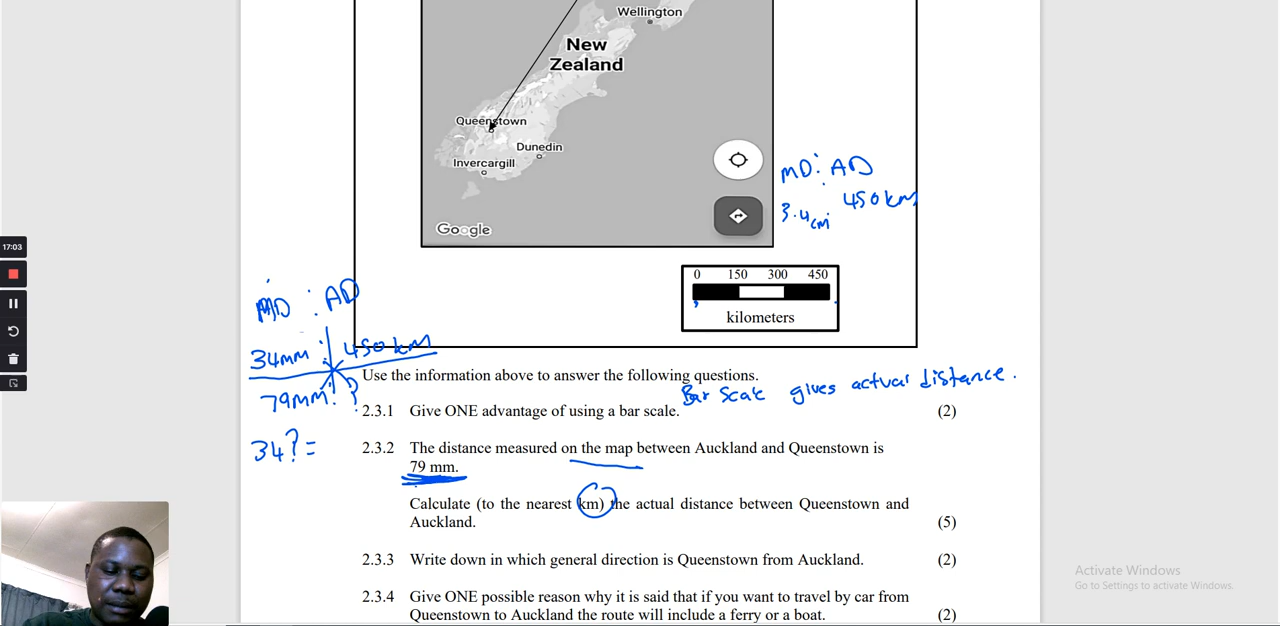 Wellington
New
Zealand
Queenstown
Dunedin
Invercargill
Google
MD : AD
3.4cm 450km
0 150 300 450
kilometers
17:03
MD : AD
34mm : 450km
79mm : ?
34? =
Use the information above to answer the following questions.
Bar Scale gives actual distance.
2.3.1 Give ONE advantage of using a bar scale. (2)
2.3.2 The distance measured on the map between Auckland and Queenstown is
79 mm.
Calculate (to the nearest km) the actual distance between Queenstown and
Auckland. (5)
2.3.3 Write down in which general direction is Queenstown from Auckland. (2)
2.3.4 Give ONE possible reason why it is said that if you want to travel by car from
Queenstown to Auckland the route will include a ferry or a boat. (2)
Activate Windows
Go to Settings to activate Windows.